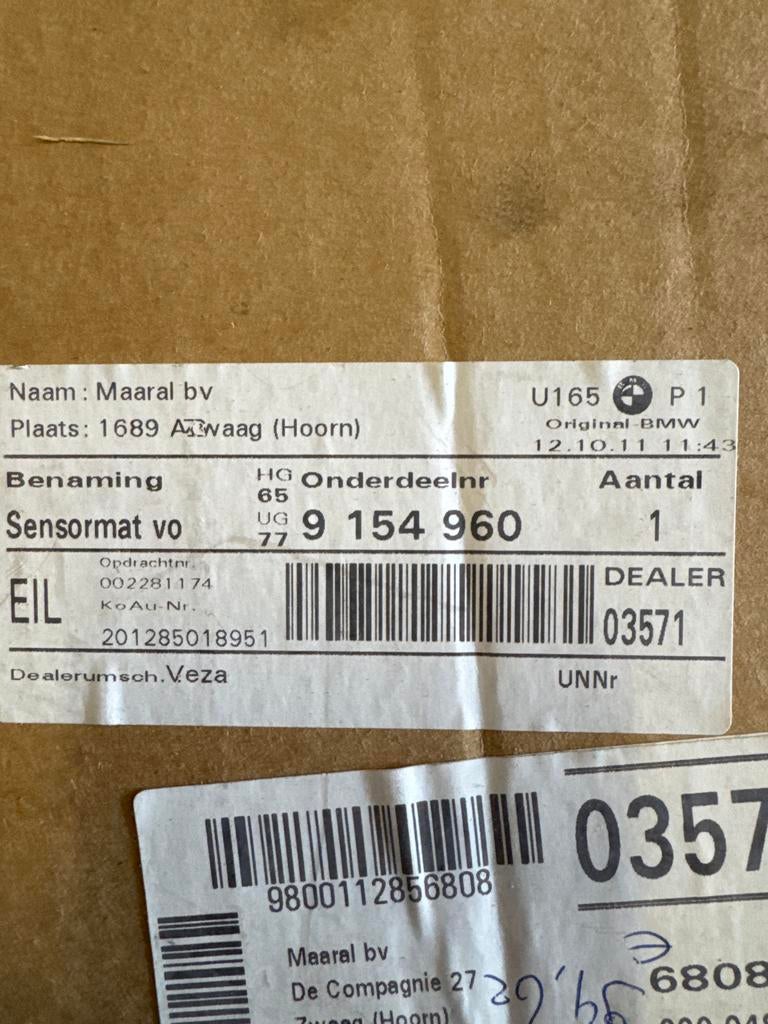 Naam : Maaral bv
Plaats: 1689 waag (Hoorn)
U165 P 1
Original-BMW
12.10.11 11:43
Benaming HG 65 Onderdeelnr Aantal
Sensormat vo UG 77 9 154 960 1
EIL
Opdrachtnr.
002281174
KoAu-Nr.
201285018951
DEALER
03571
Dealerumsch.Veza UNNr
9800112856808
0357
Maaral bv
De Compagnie 27
Zwaag (Hoorn)
6808